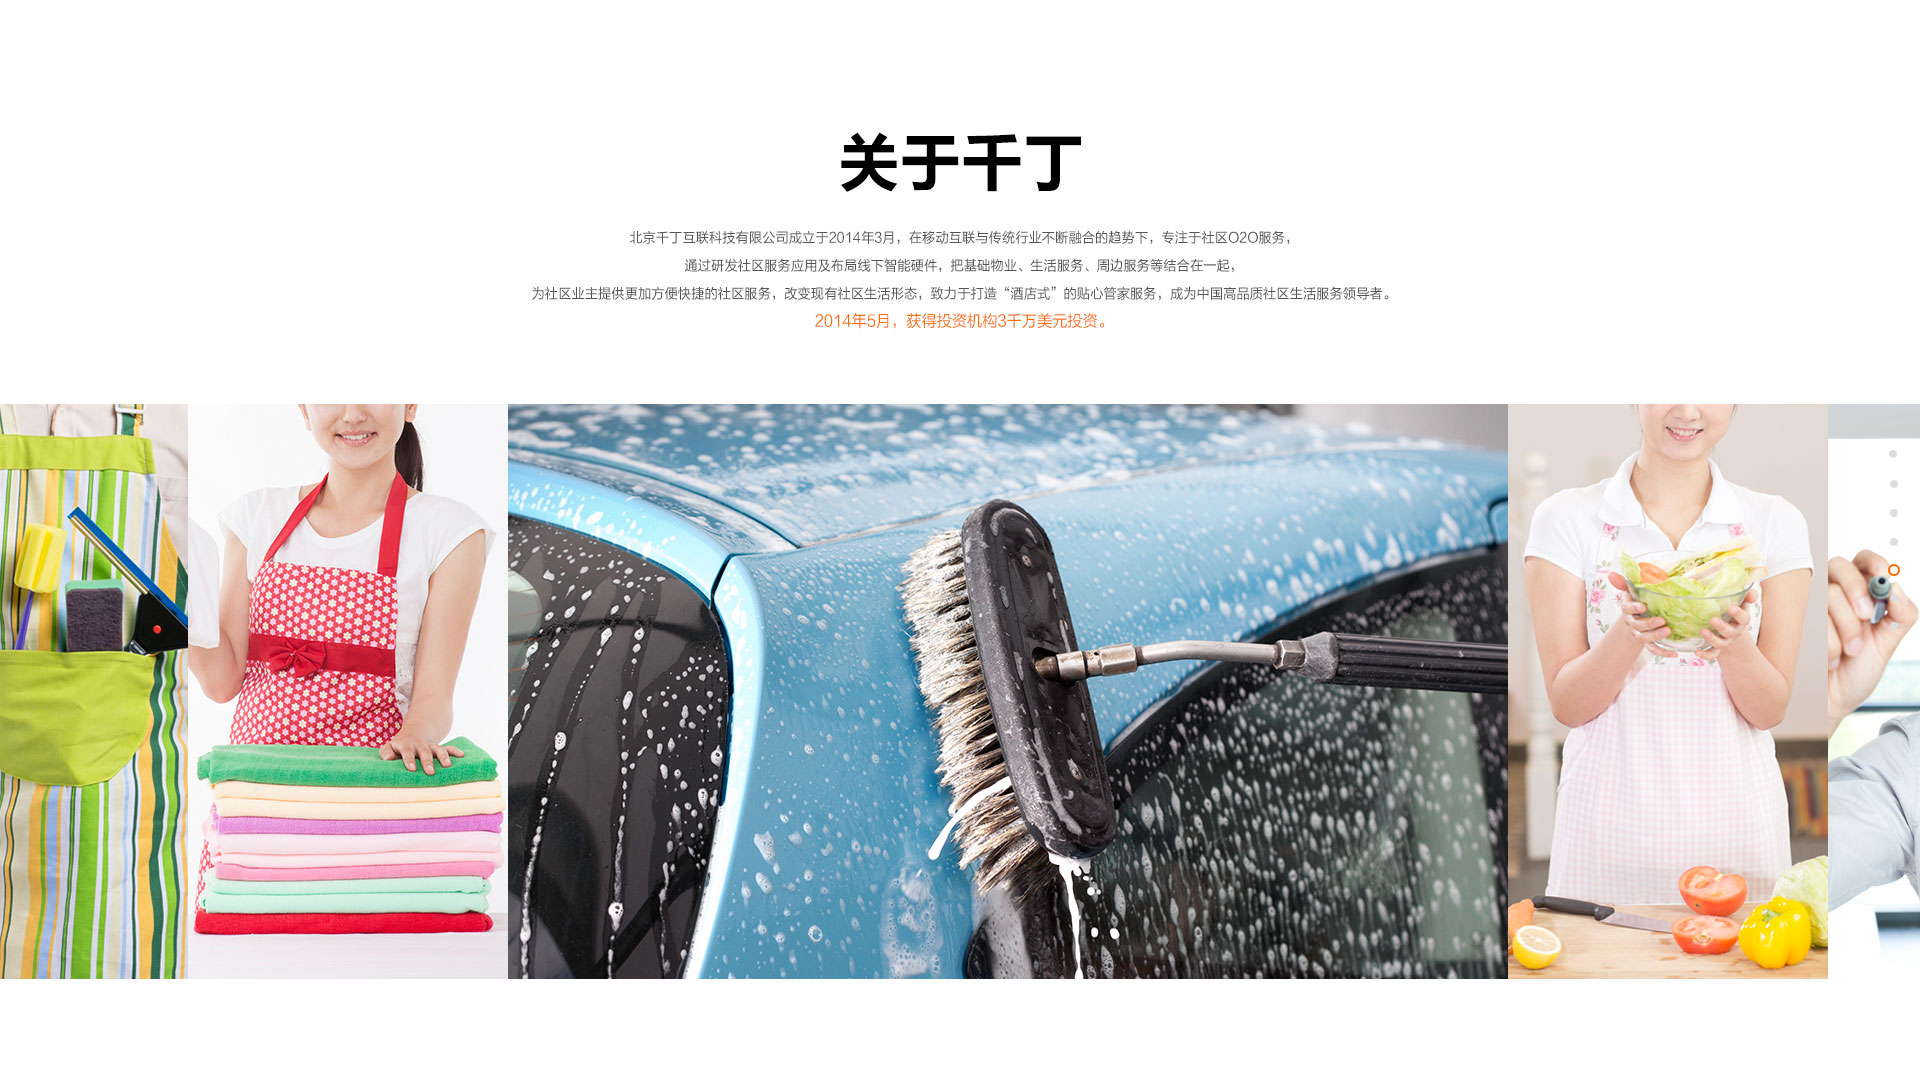 关于千丁
北京千丁互联科技有限公司成立于2014年3月，在移动互联与传统行业不断融合的趋势下，专注于社区O2O服务，
通过研发社区服务应用及布局线下智能硬件，把基础物业、生活服务、周边服务等结合在一起，
为社区业主提供更加方便快捷的社区服务，改变现有社区生活形态，致力于打造“酒店式”的贴心管家服务，成为中国高品质社区生活服务领导者。
2014年5月，获得投资机构3千万美元投资。